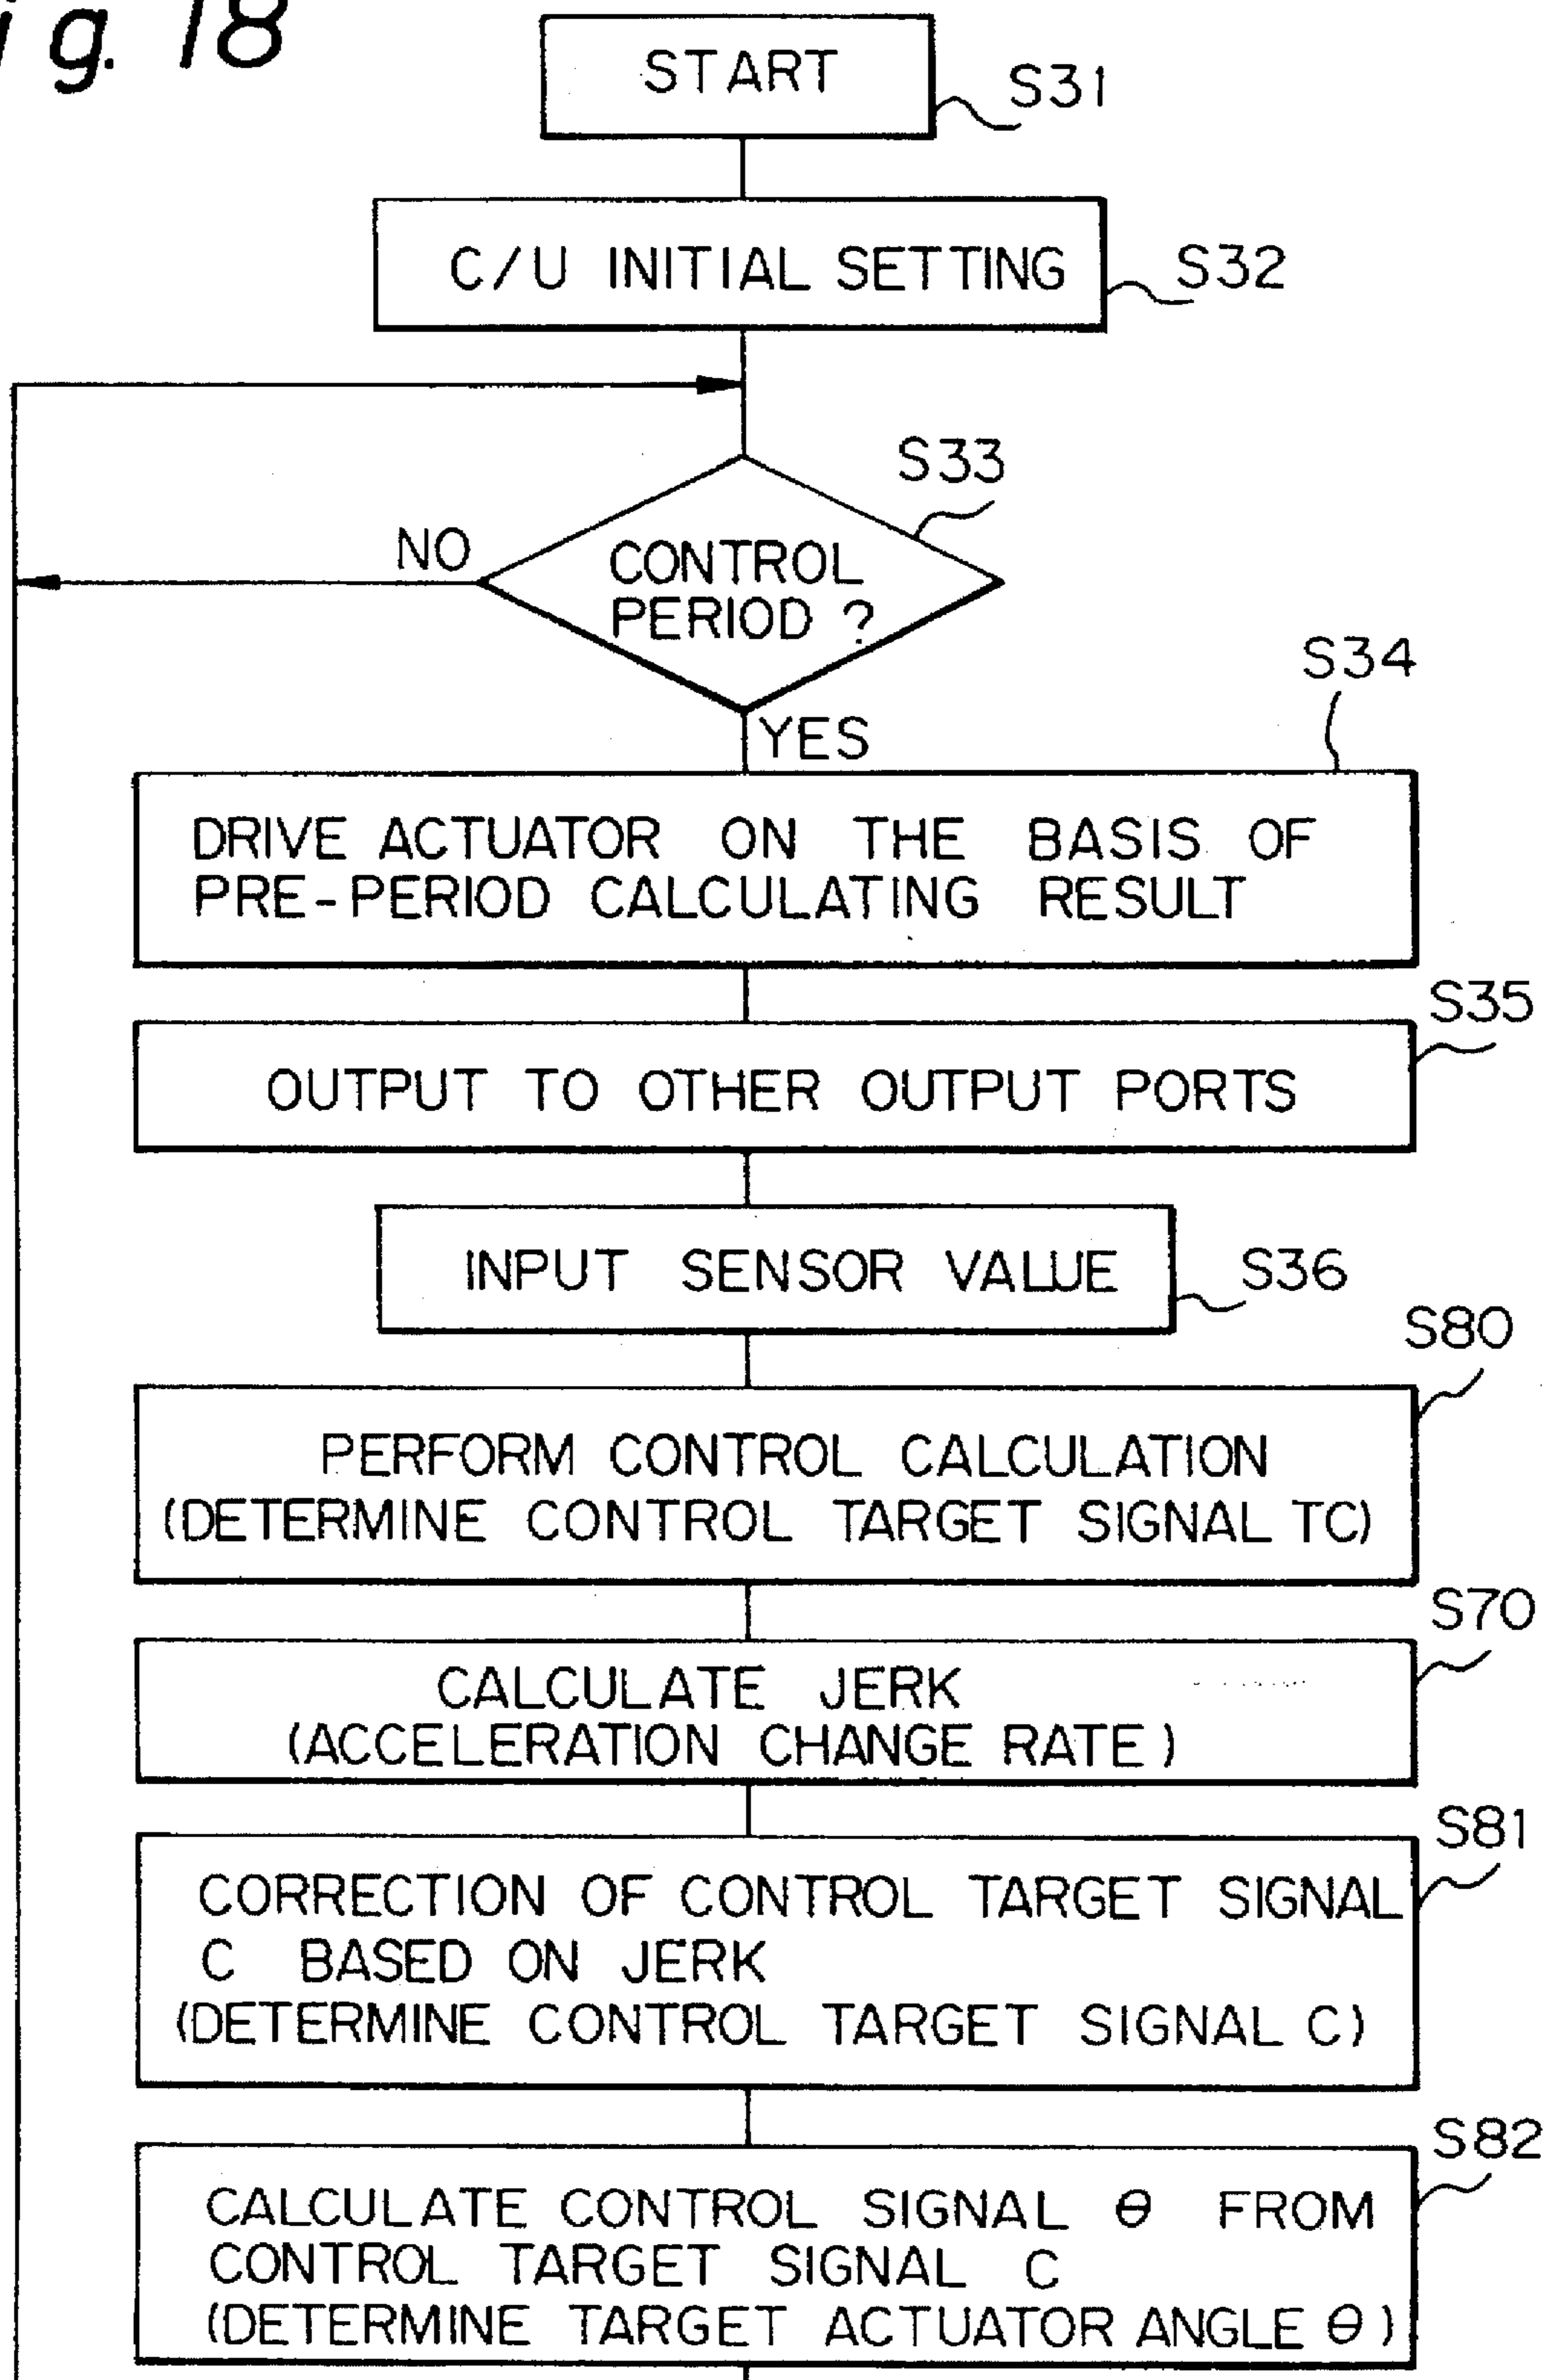 ig. 18
START
S31
C/U INITIAL SETTING
S32
S33
NO
CONTROL
PERIOD ?
YES
S34
DRIVE ACTUATOR ON THE BASIS OF
PRE-PERIOD CALCULATING RESULT
S35
OUTPUT TO OTHER OUTPUT PORTS
INPUT SENSOR VALUE
S36
S80
PERFORM CONTROL CALCULATION
(DETERMINE CONTROL TARGET SIGNAL TC)
S70
CALCULATE JERK
(ACCELERATION CHANGE RATE)
S81
CORRECTION OF CONTROL TARGET SIGNAL
C BASED ON JERK
(DETERMINE CONTROL TARGET SIGNAL C)
S82
CALCULATE CONTROL SIGNAL θ FROM
CONTROL TARGET SIGNAL C
(DETERMINE TARGET ACTUATOR ANGLE θ)